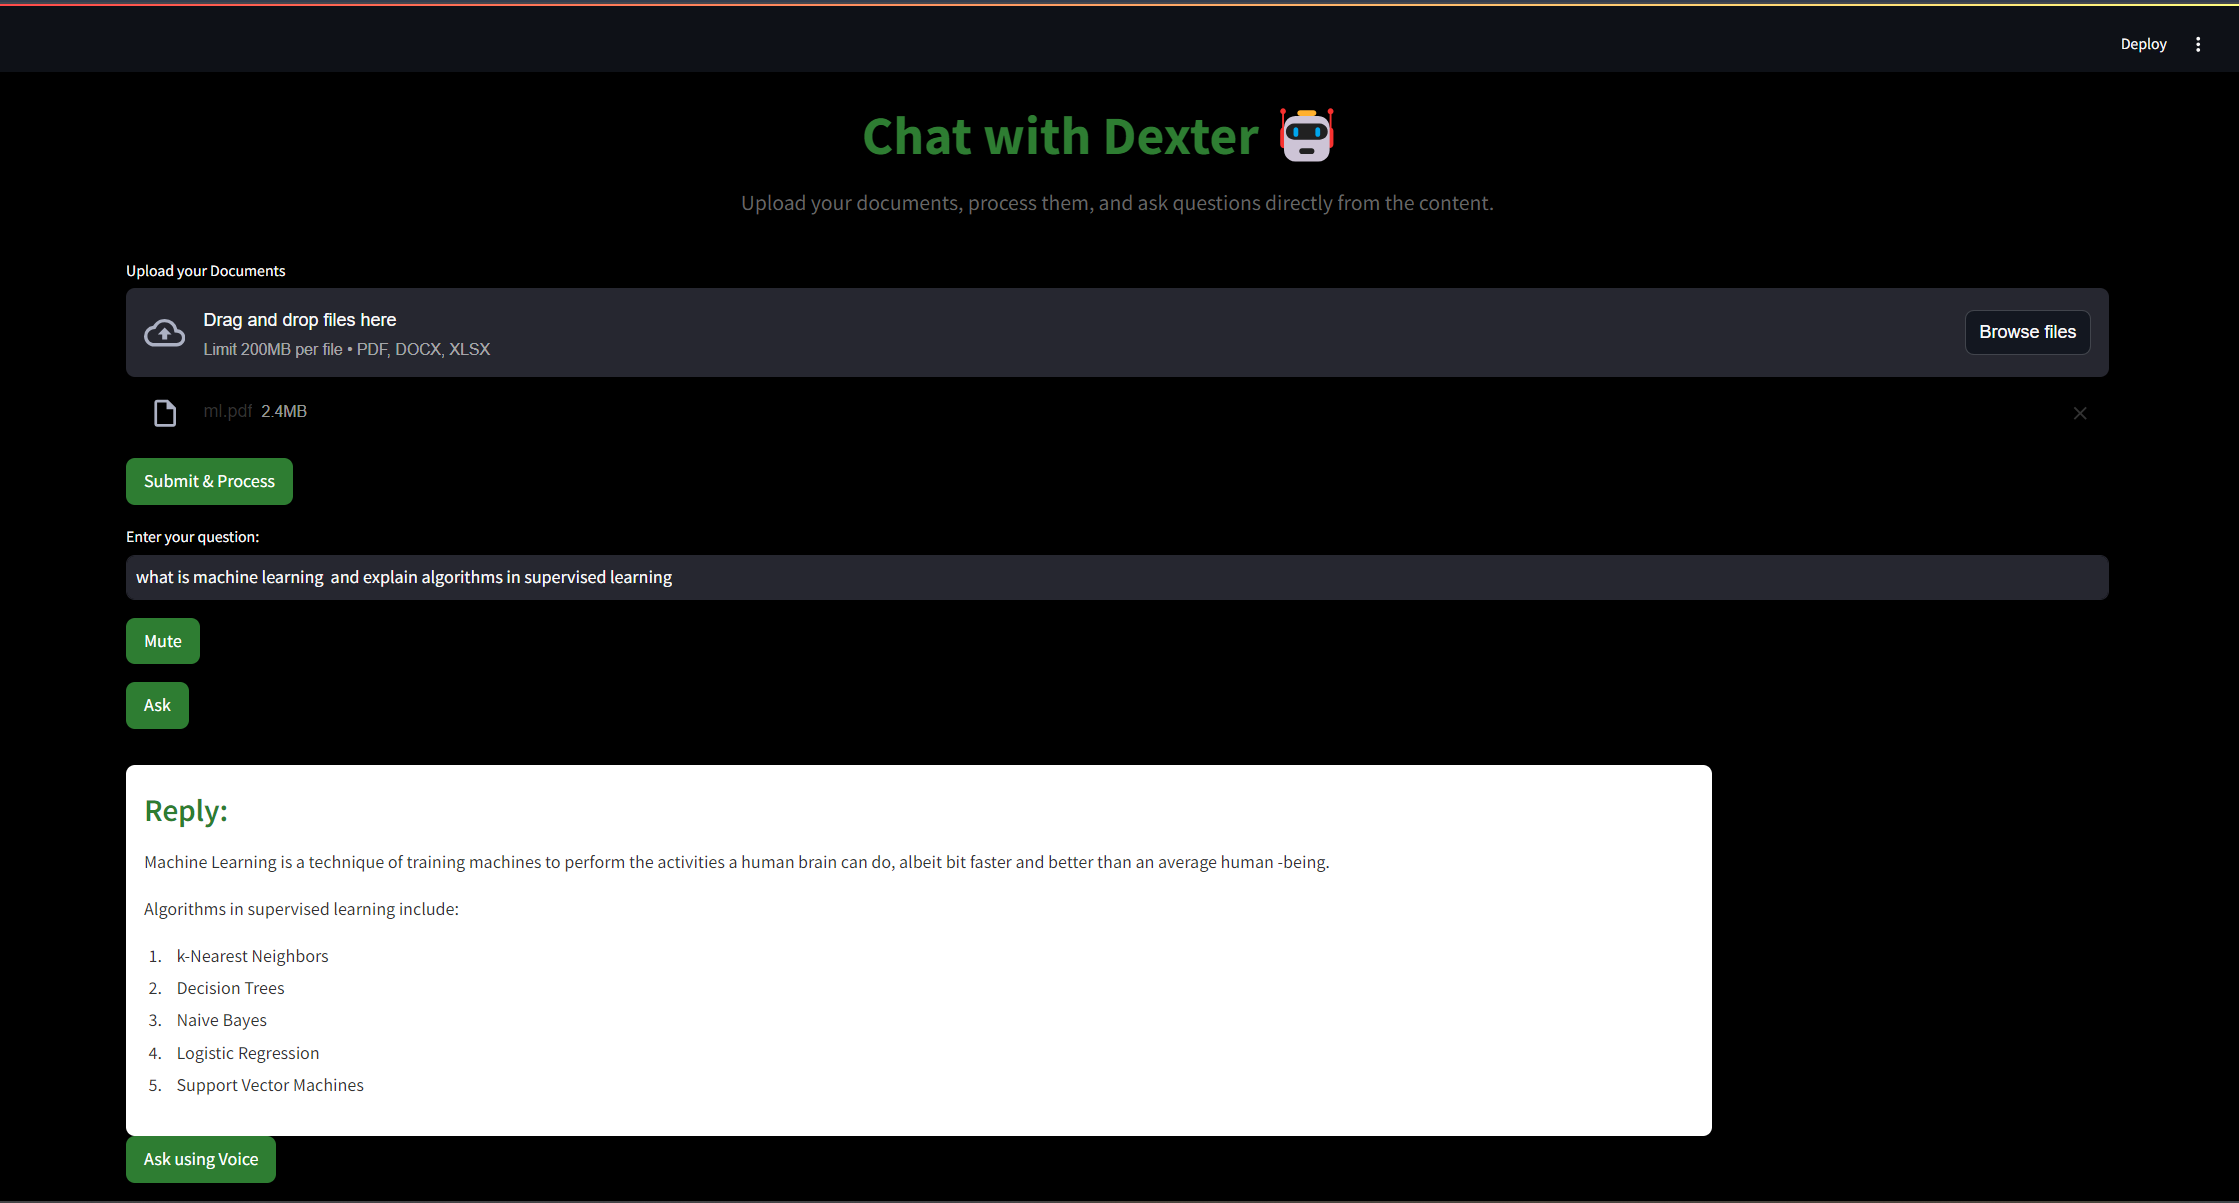 Deploy
Chat with Dexter
Upload your documents, process them, and ask questions directly from the content.
Upload your Documents
Drag and drop files here
Limit 200MB per file • PDF, DOCX, XLSX
Browse files
ml.pdf 2.4MB
Submit & Process
Enter your question:
what is machine learning  and explain algorithms in supervised learning
Mute
Ask
Reply:
Machine Learning is a technique of training machines to perform the activities a human brain can do, albeit bit faster and better than an average human -being.
Algorithms in supervised learning include:
1. k-Nearest Neighbors
2. Decision Trees
3. Naive Bayes
4. Logistic Regression
5. Support Vector Machines
Ask using Voice